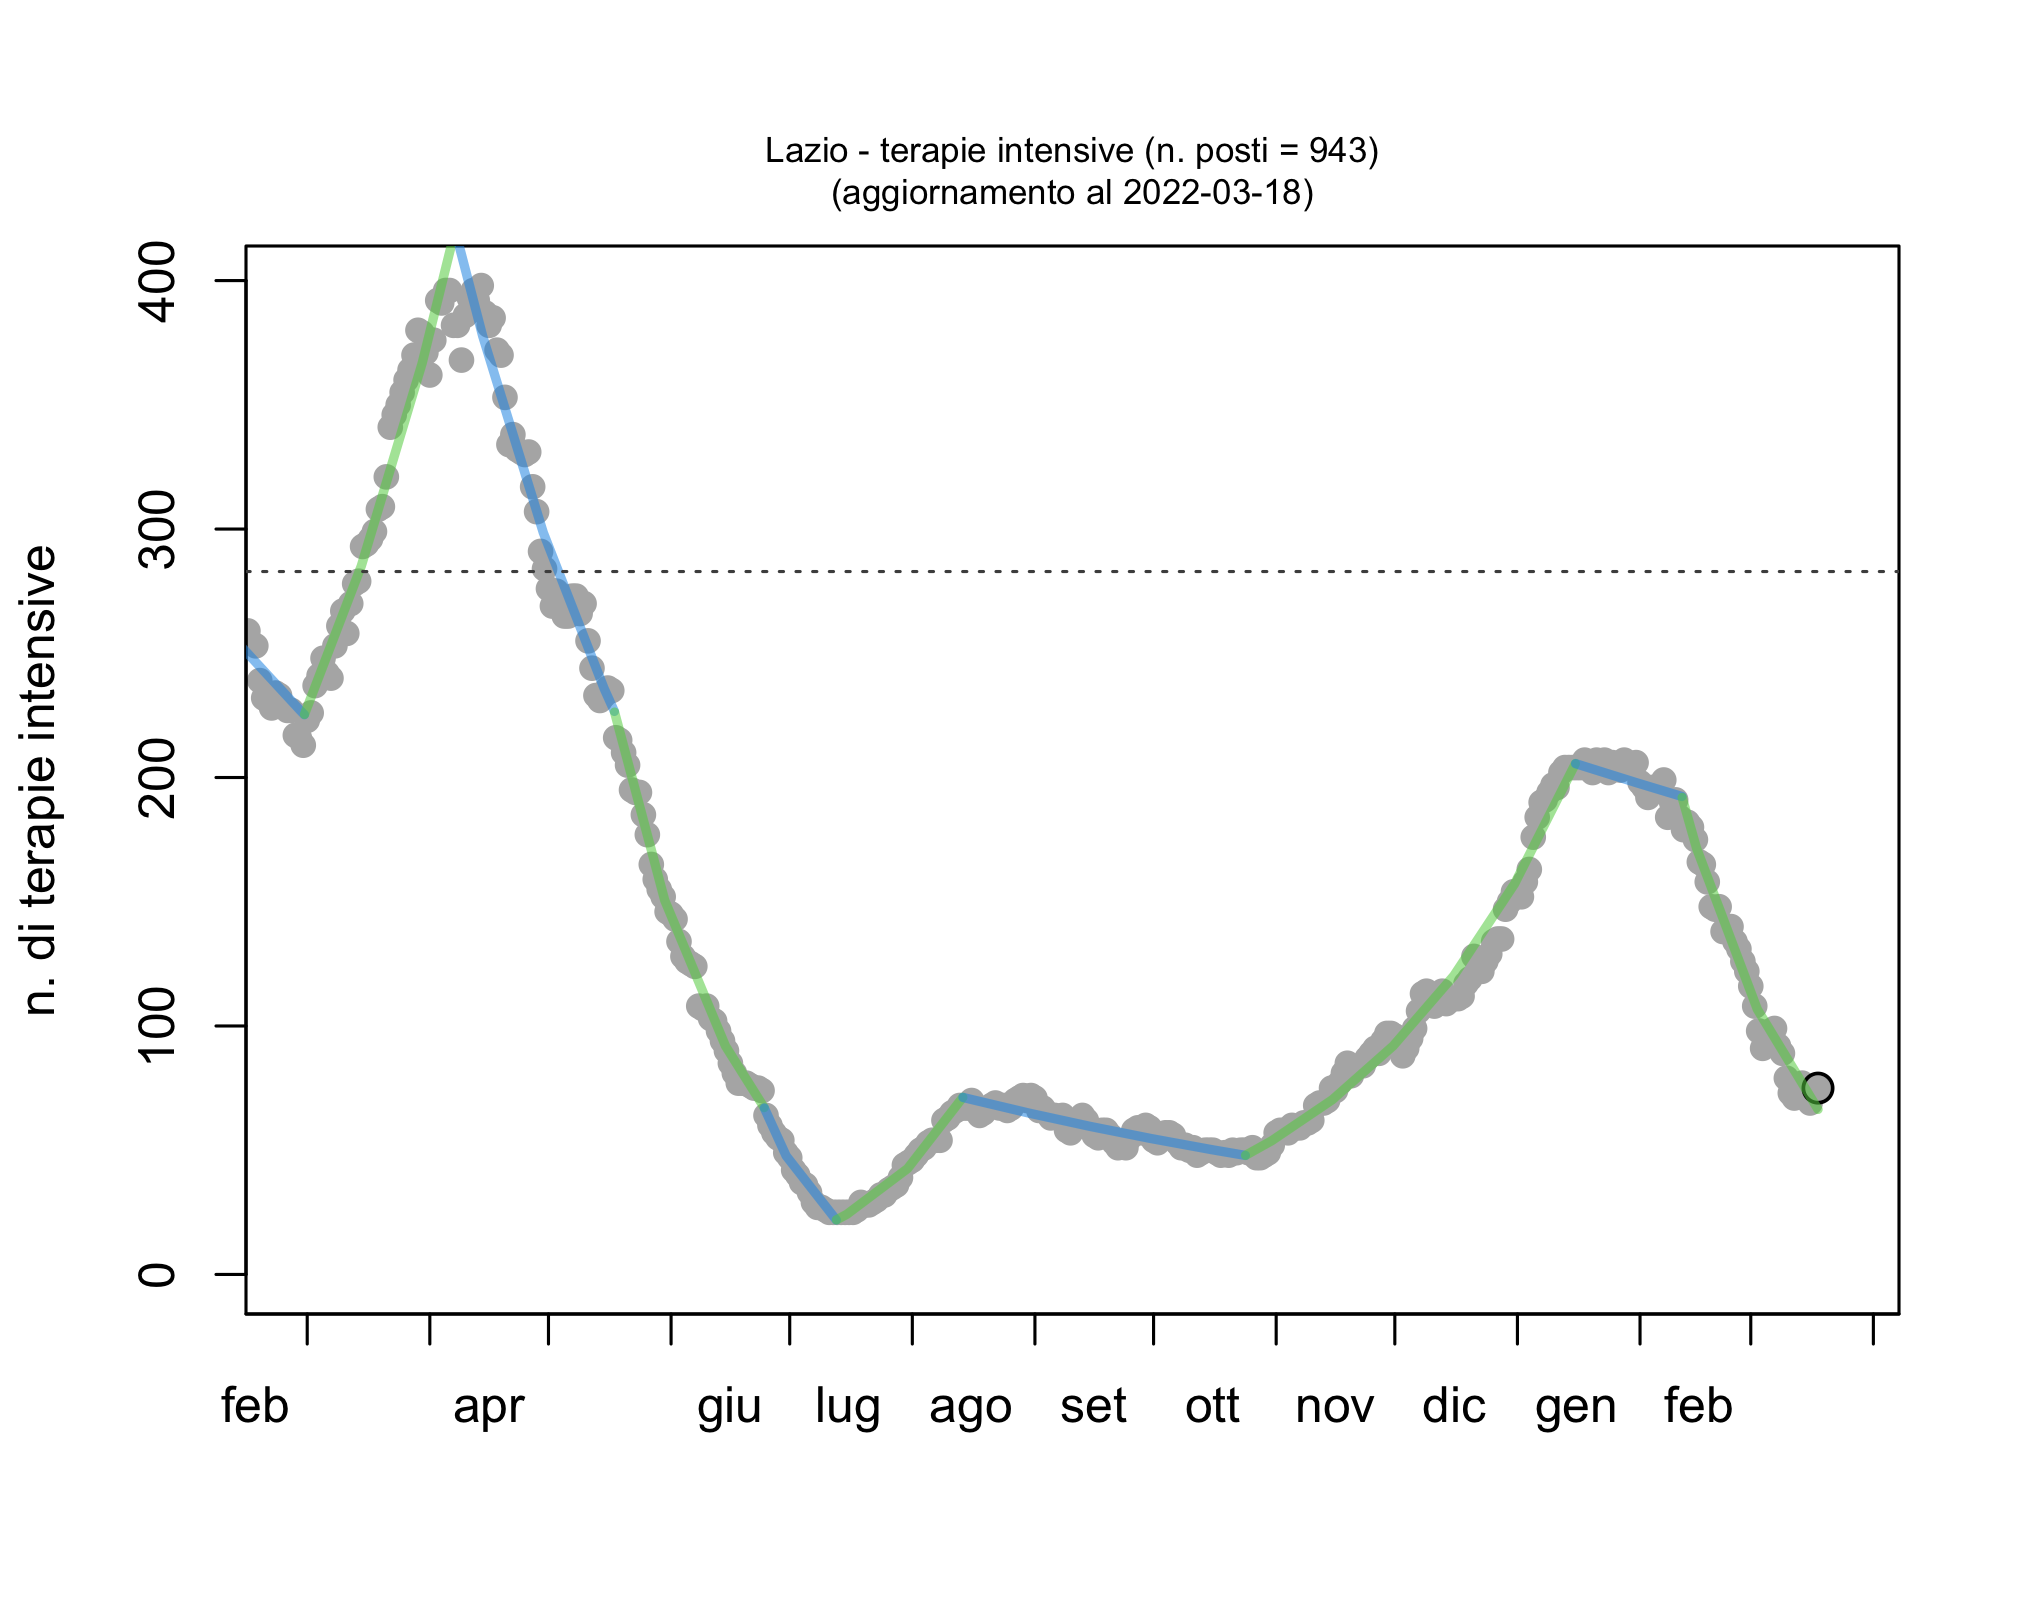 Lazio - terapie intensive (n. posti = 943)
(aggiornamento al 2022-03-18)
n. di terapie intensive
400
300
200
100
0
feb apr giu lug ago set ott nov dic gen feb